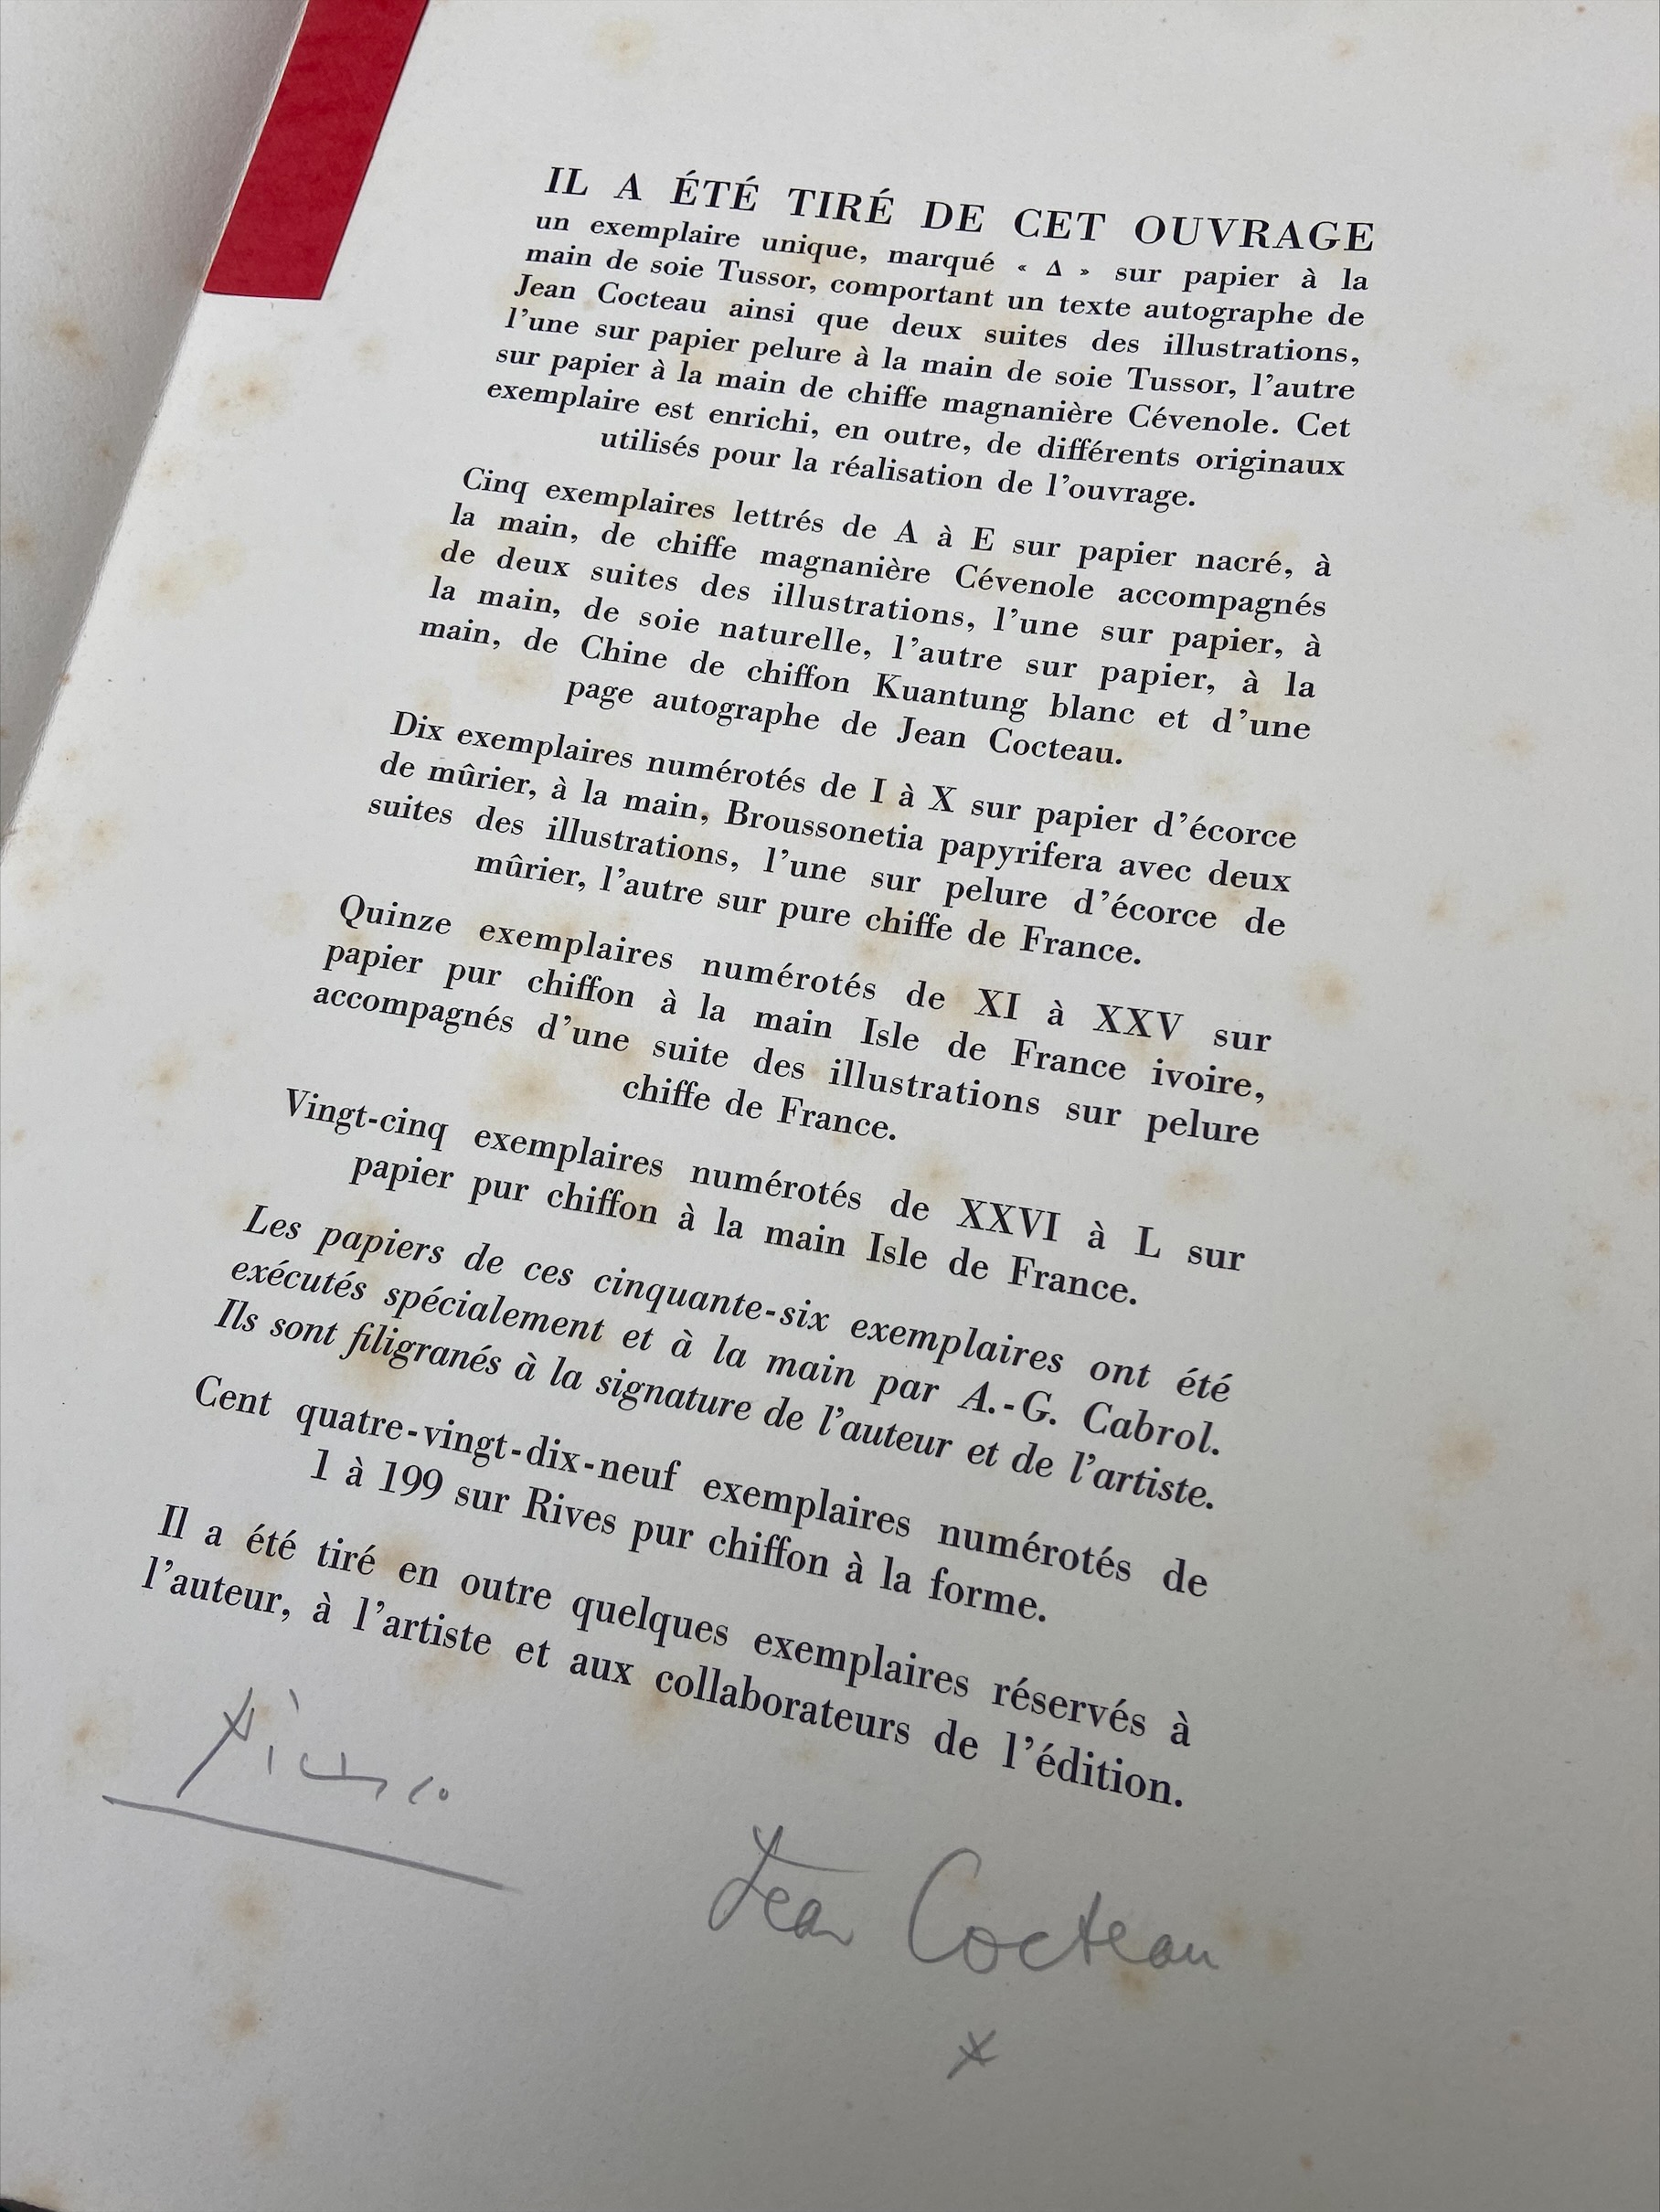 IL A ÉTÉ TIRÉ DE CET OUVRAGE
un exemplaire unique, marqué « Δ » sur papier à la
main de soie Tussor, comportant un texte autographe de
Jean Cocteau ainsi que deux suites des illustrations,
l'une sur papier pelure à la main de soie Tussor, l'autre
sur papier à la main de chiffe magnanière Cévenole. Cet
exemplaire est enrichi, en outre, de différents originaux
utilisés pour la réalisation de l'ouvrage.
Cinq exemplaires lettrés de A à E sur papier nacré, à
la main, de chiffe magnanière Cévenole accompagnés
de deux suites des illustrations, l'une sur papier, à
la main, de soie naturelle, l'autre sur papier, à la
main, de Chine de chiffon Kuantung blanc et d'une
page autographe de Jean Cocteau.
Dix exemplaires numérotés de I à X sur papier d'écorce
de mûrier, à la main, Broussonetia papyrifera avec deux
suites des illustrations, l'une sur pelure d'écorce de
mûrier, l'autre sur pure chiffe de France.
Quinze exemplaires numérotés de XI à XXV sur
papier pur chiffon à la main Isle de France ivoire,
accompagnés d'une suite des illustrations sur pelure
chiffe de France.
Vingt-cinq exemplaires numérotés de XXVI à L sur
papier pur chiffon à la main Isle de France.
Les papiers de ces cinquante-six exemplaires ont été
exécutés spécialement et à la main par A.-G. Cabrol.
Ils sont filigranés à la signature de l'auteur et de l'artiste.
Cent quatre-vingt-dix-neuf exemplaires numérotés de
1 à 199 sur Rives pur chiffon à la forme.
Il a été tiré en outre quelques exemplaires réservés à
l'auteur, à l'artiste et aux collaborateurs de l'édition.
Picasso
Jean Cocteau